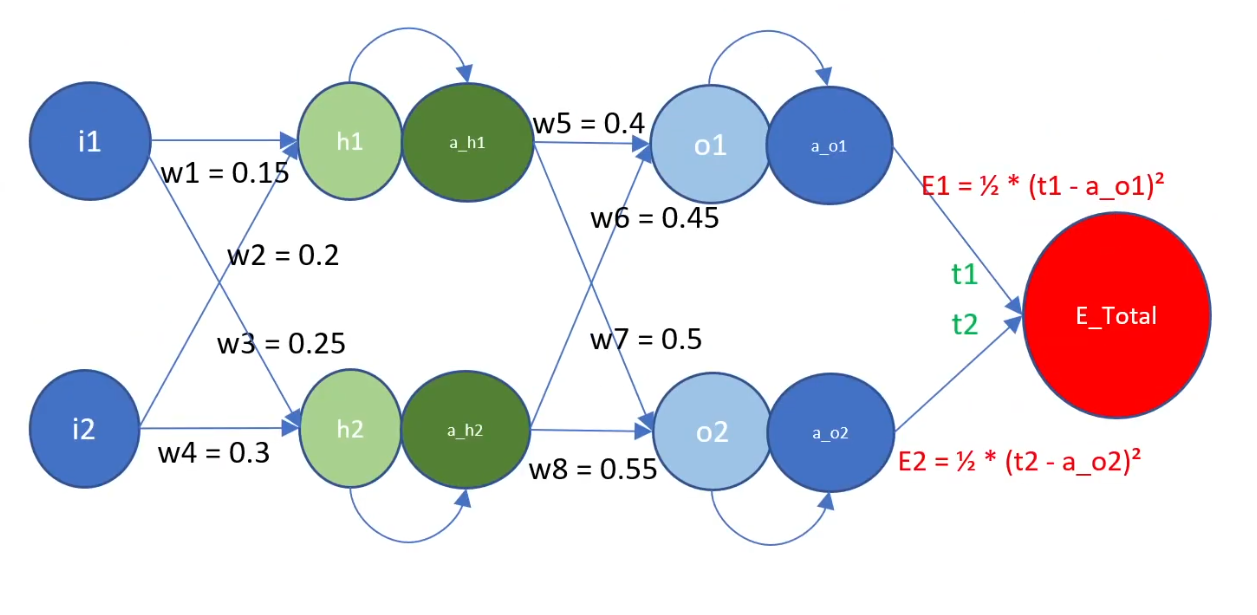 i1
h1
a_h1
w5 = 0.4
o1
a_o1
w1 = 0.15
E1 = ½ * (t1 - a_o1)²
w6 = 0.45
w2 = 0.2
t1
E_Total
t2
w3 = 0.25
w7 = 0.5
i2
h2
a_h2
o2
a_o2
w4 = 0.3
w8 = 0.55
E2 = ½ * (t2 - a_o2)²